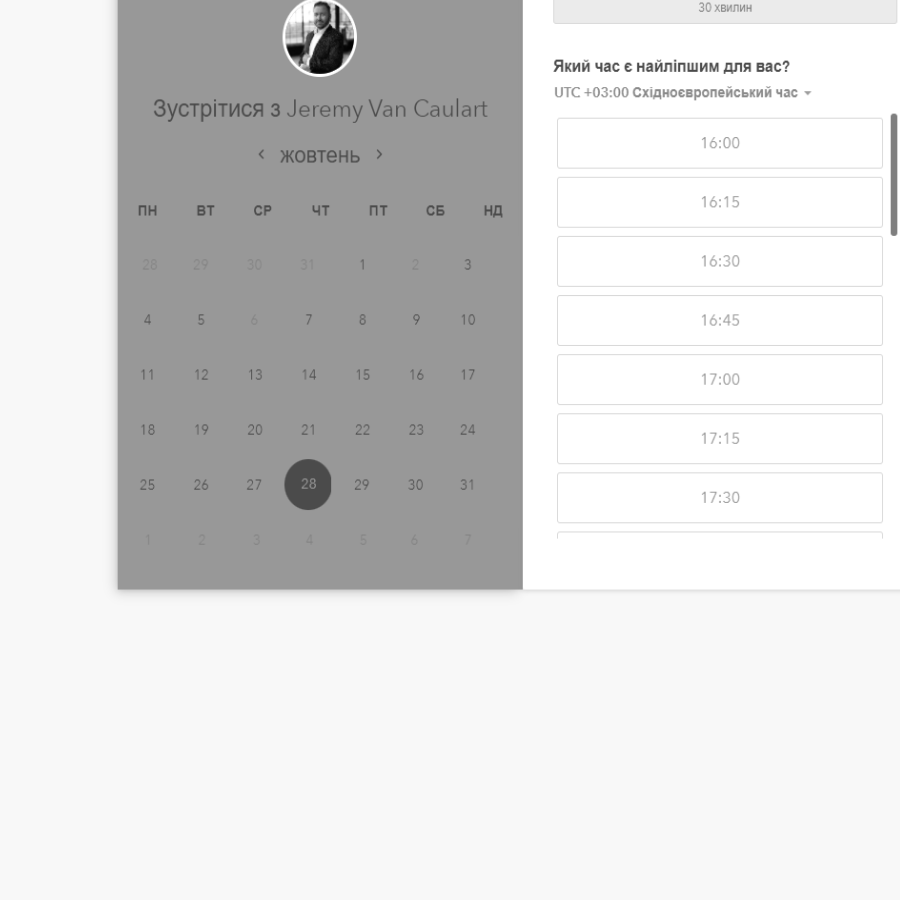 Зустрітися з Jeremy Van Caulart
жовтень
ПН ВТ СР ЧТ ПТ СБ НД
28 29 30 31 1 2 3
4 5 6 7 8 9 10
11 12 13 14 15 16 17
18 19 20 21 22 23 24
25 26 27 28 29 30 31
1 2 3 4 5 6 7
30 хвилин
Який час є найліпшим для вас?
UTC +03:00 Східноєвропейський час
16:00
16:15
16:30
16:45
17:00
17:15
17:30